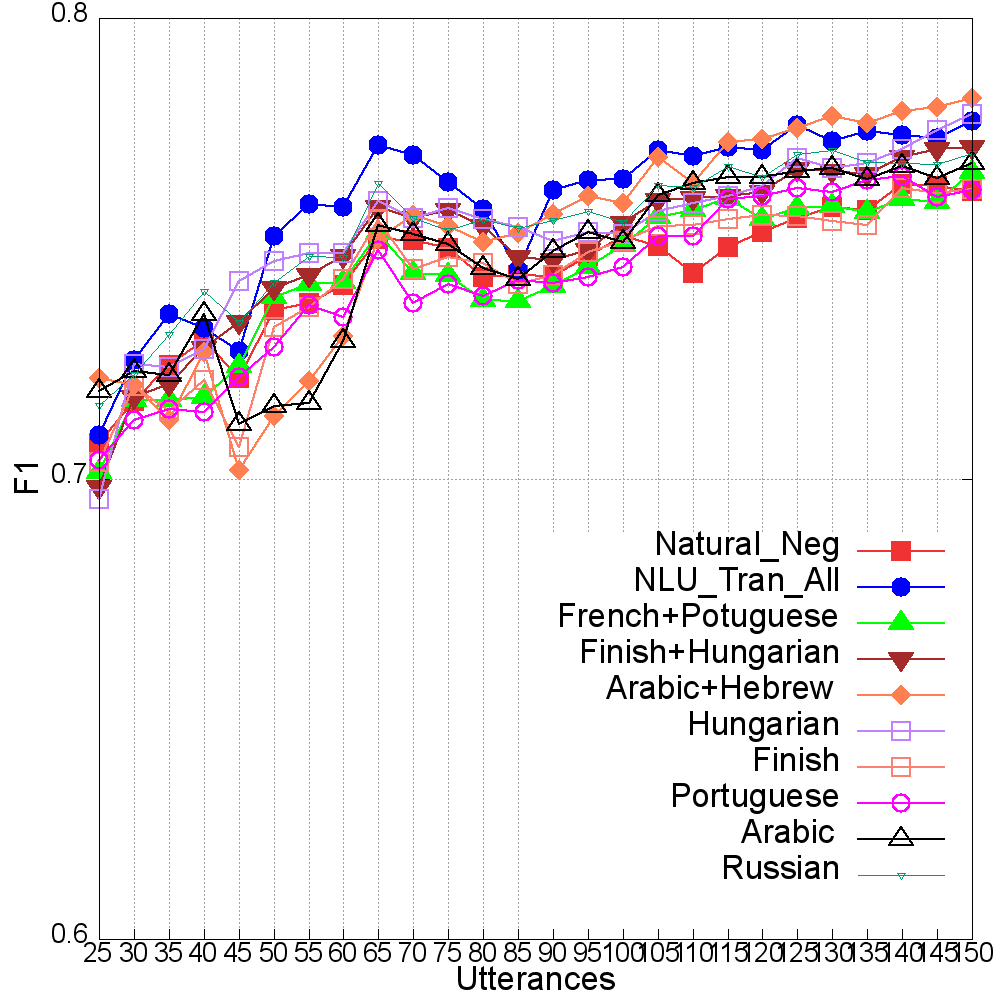 0.8
0.7
0.6
F1
Natural_Neg
NLU_Tran_All
French+Potuguese
Finish+Hungarian
Arabic+Hebrew
Hungarian
Finish
Portuguese
Arabic
Russian
25 30 35 40 45 50 55 60 65 70 75 80 85 90 95 100 105 110 115 120 125 130 135 140 145 150
Utterances